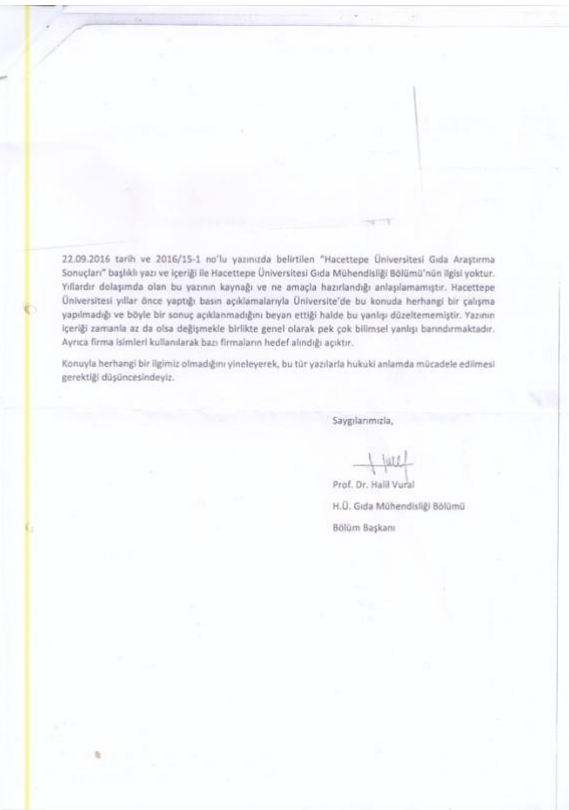 22.09.2016 tarih ve 2016/15-1 no'lu yazınızda belirtilen "Hacettepe Üniversitesi Gıda Araştırma
Sonuçları" başlıklı yazı ve içeriği ile Hacettepe Üniversitesi Gıda Mühendisliği Bölümü'nün ilgisi yoktur.
Yıllardır dolaşımda olan bu yazının kaynağı ve ne amaçla hazırlandığı anlaşılamamıştır. Hacettepe
Üniversitesi yıllar önce yaptığı basın açıklamalarıyla Üniversite'de bu konuda herhangi bir çalışma
yapılmadığı ve böyle bir sonuç açıklanmadığını beyan ettiği halde bu yanlışı düzeltememiştir. Yazının
içeriği zamanla az da olsa değişmekle birlikte genel olarak pek çok bilimsel yanlışı barındırmaktadır.
Ayrıca firma isimleri kullanılarak bazı firmaların hedef alındığı açıktır.
Konuyla herhangi bir ilgimiz olmadığını yineleyerek, bu tür yazılarla hukuki anlamda mücadele edilmesi
gerektiği düşüncesindeyiz.
Saygılarımızla,
Prof. Dr. Halil Vural
H.Ü. Gıda Mühendisliği Bölümü
Bölüm Başkanı